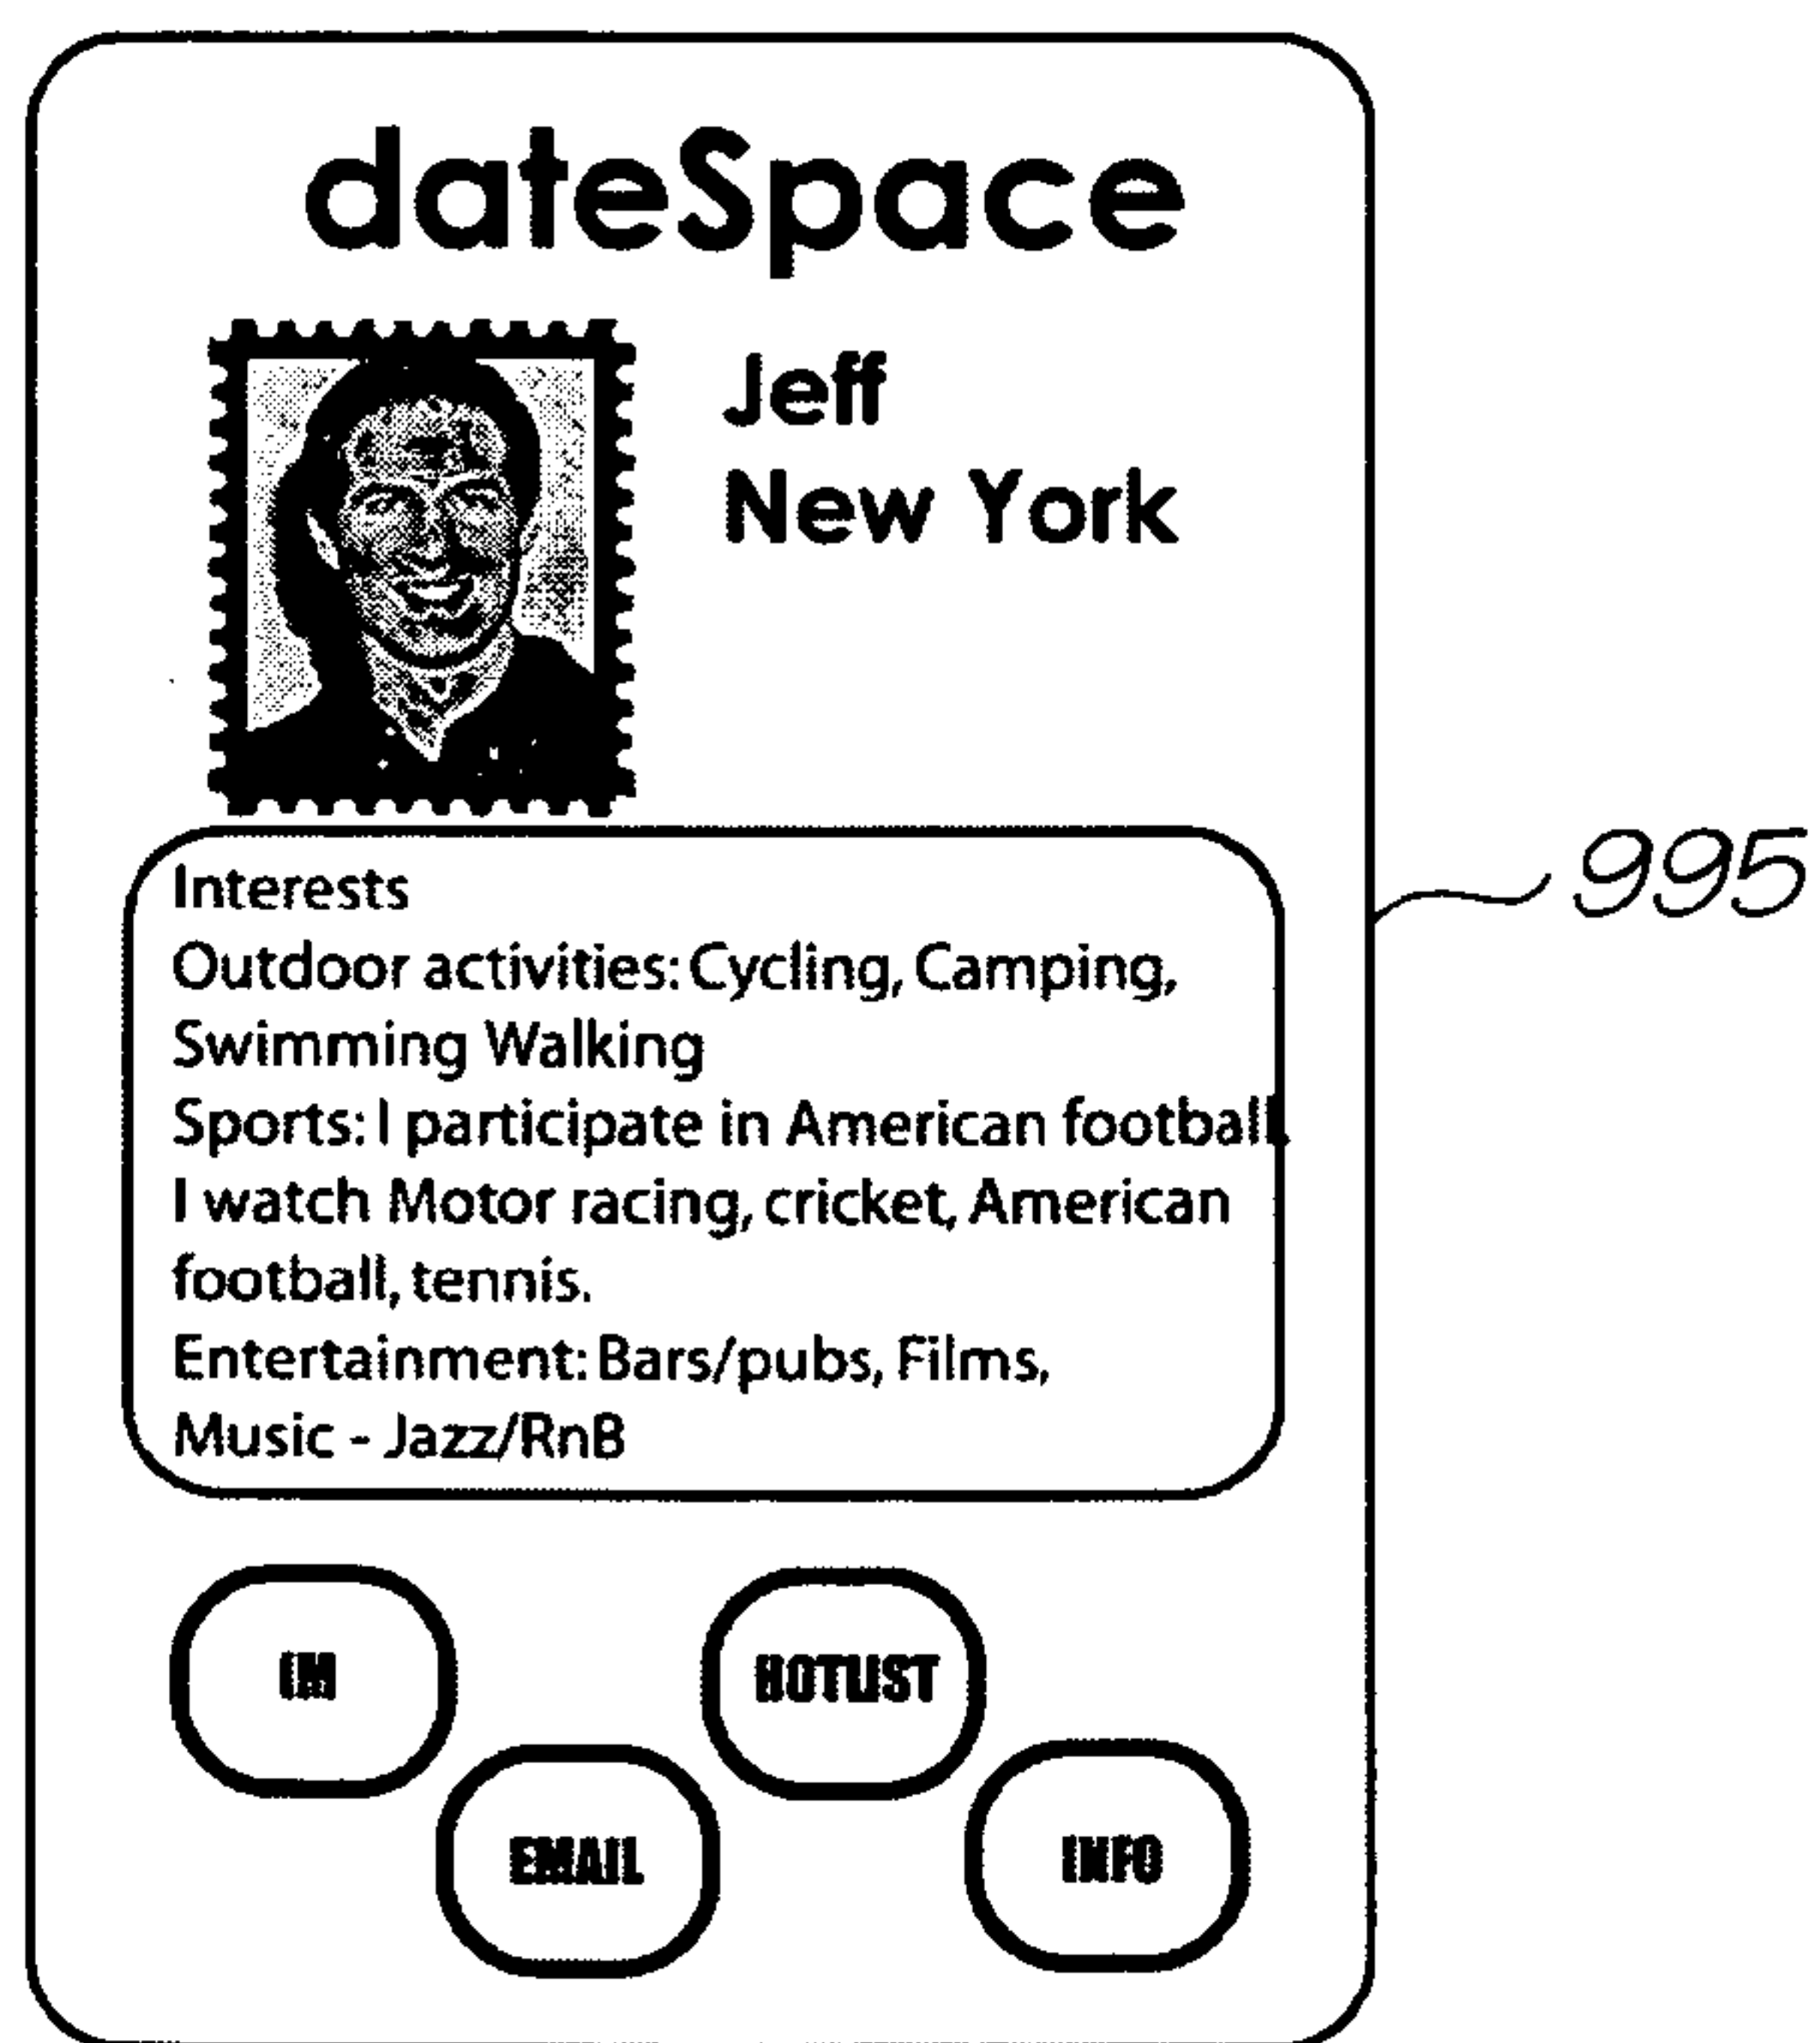 dateSpace
Jeff
New York
995
Interests
Outdoor activities: Cycling, Camping,
Swimming Walking
Sports: I participate in American football.
I watch Motor racing, cricket, American
football, tennis.
Entertainment: Bars/pubs, Films,
Music - Jazz/RnB
IM
HOTLIST
EMAIL
INFO